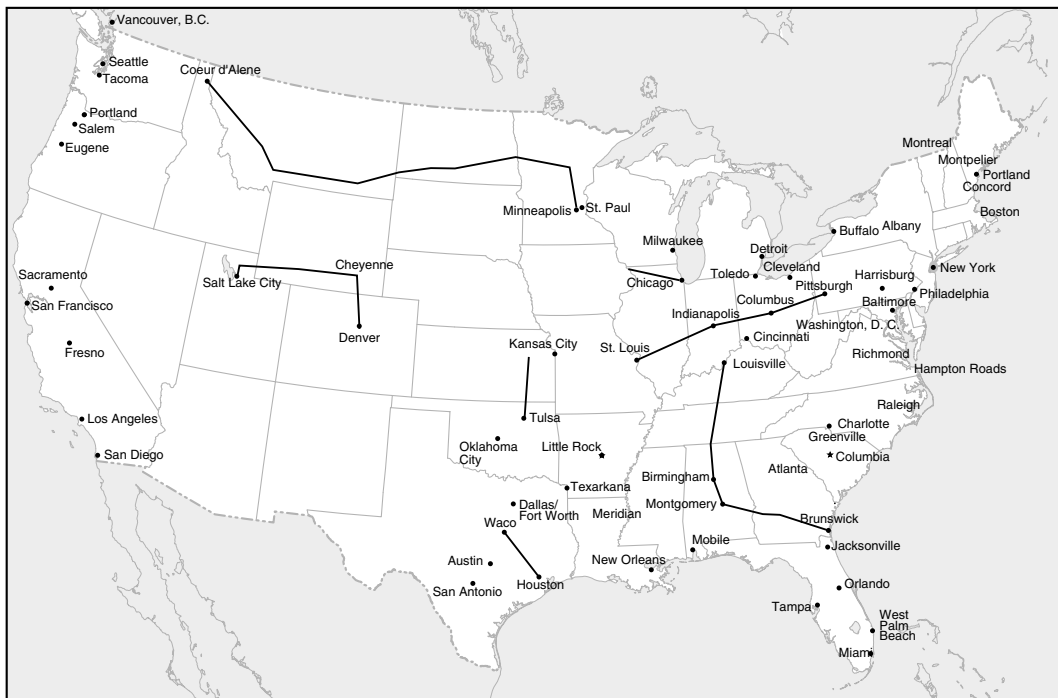 Vancouver, B.C.
Seattle
Tacoma
Coeur d'Alene
Portland
Salem
Eugene
Montreal
Montpelier
Portland
Concord
Boston
Minneapolis
St. Paul
Buffalo
Albany
Milwaukee
Detroit
Cheyenne
Toledo
Cleveland
New York
Sacramento
Salt Lake City
Chicago
Pittsburgh
Harrisburg
Philadelphia
San Francisco
Columbus
Baltimore
Indianapolis
Washington, D. C.
Denver
Kansas City
Cincinnati
Fresno
St. Louis
Richmond
Louisville
Hampton Roads
Raleigh
Los Angeles
Tulsa
Charlotte
Greenville
Oklahoma
City
Little Rock
San Diego
Columbia
Atlanta
Birmingham
Texarkana
Dallas/
Fort Worth
Meridian
Montgomery
Waco
Brunswick
Mobile
Jacksonville
Austin
New Orleans
Houston
San Antonio
Orlando
Tampa
West
Palm
Beach
Miami